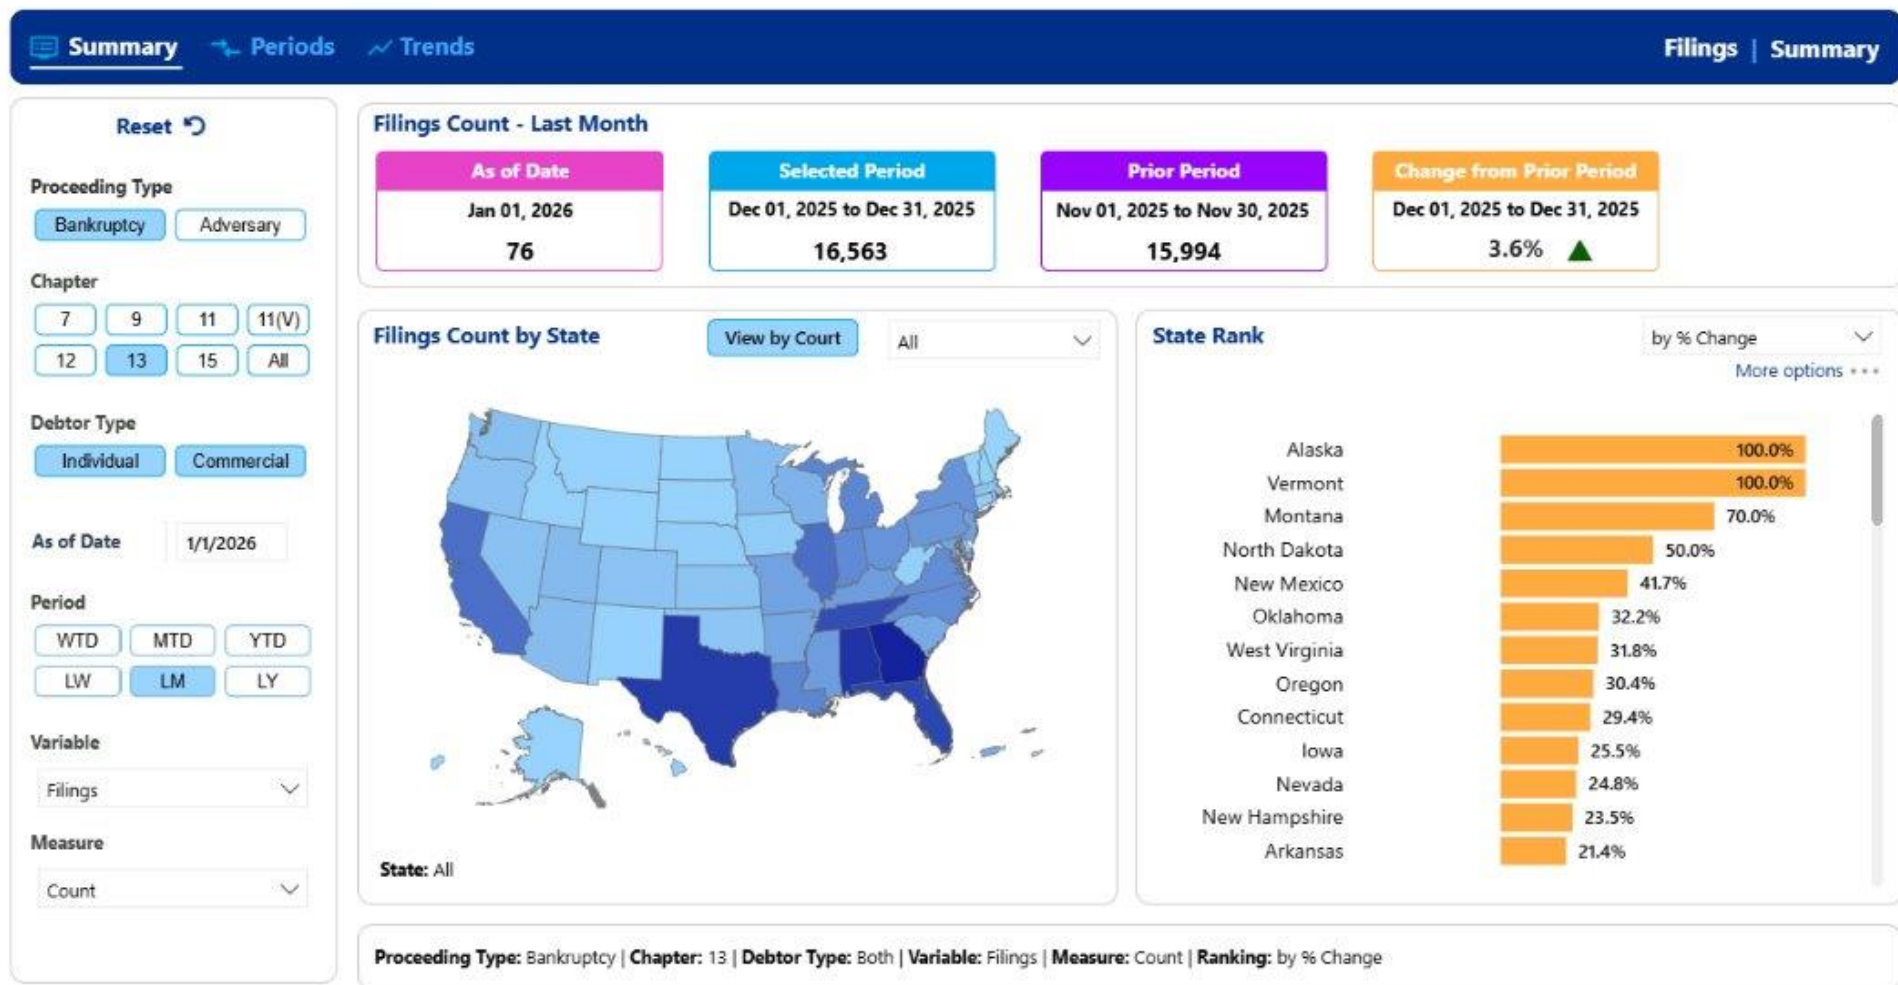 Summary Periods Trends
Filings | Summary
Reset
Proceeding Type
Bankruptcy Adversary
Chapter
7 9 11 11(V)
12 13 15 All
Debtor Type
Individual Commercial
As of Date 1/1/2026
Period
WTD MTD YTD
LW LM LY
Variable
Filings
Measure
Count
Filings Count - Last Month
As of Date
Jan 01, 2026
76
Selected Period
Dec 01, 2025 to Dec 31, 2025
16,563
Prior Period
Nov 01, 2025 to Nov 30, 2025
15,994
Change from Prior Period
Dec 01, 2025 to Dec 31, 2025
3.6%
Filings Count by State View by Court All
State: All
State Rank by % Change
More options
Alaska 100.0%
Vermont 100.0%
Montana 70.0%
North Dakota 50.0%
New Mexico 41.7%
Oklahoma 32.2%
West Virginia 31.8%
Oregon 30.4%
Connecticut 29.4%
Iowa 25.5%
Nevada 24.8%
New Hampshire 23.5%
Arkansas 21.4%
Proceeding Type: Bankruptcy | Chapter: 13 | Debtor Type: Both | Variable: Filings | Measure: Count | Ranking: by % Change